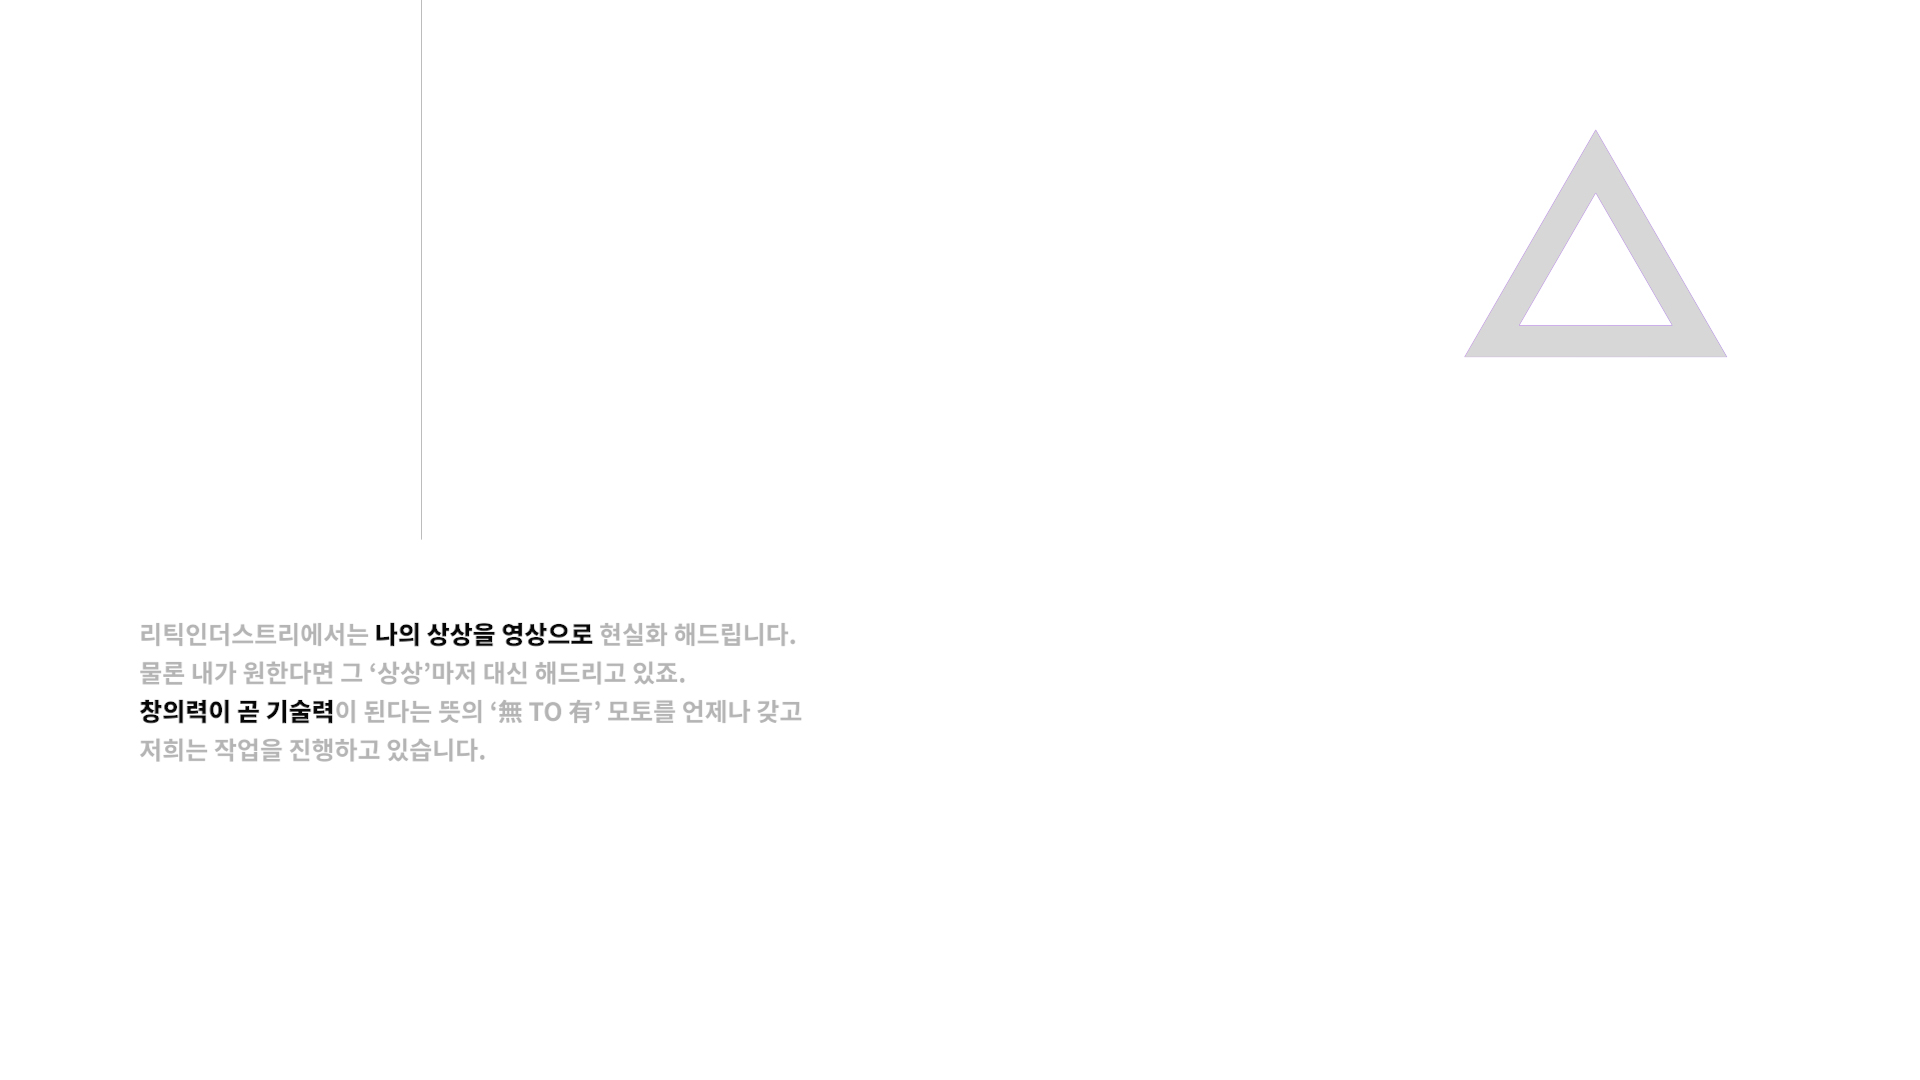 리틱인더스트리에서는 나의 상상을 영상으로 현실화 해드립니다.
물론 내가 원한다면 그 ‘상상’마저 대신 해드리고 있죠.
창의력이 곧 기술력이 된다는 뜻의 ‘無 TO 有’ 모토를 언제나 갖고
저희는 작업을 진행하고 있습니다.